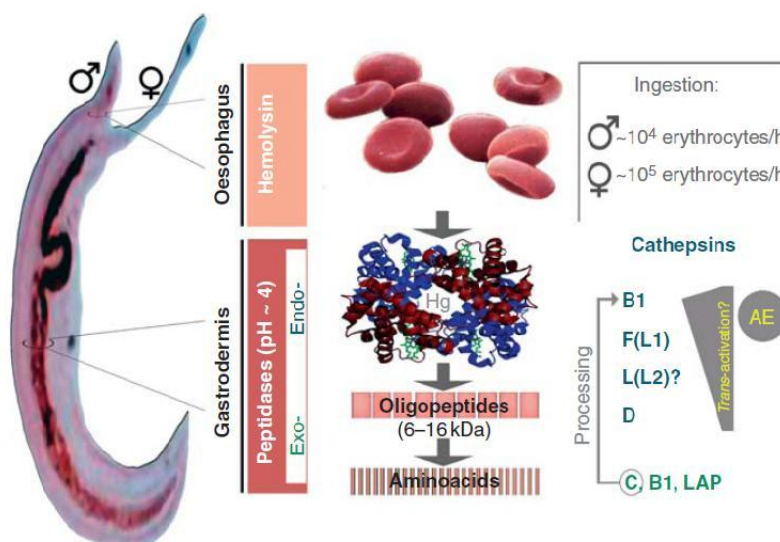 ♂
♀
Oesophagus
Hemolysin
Ingestion:
♂ ~10⁴ erythrocytes/h
♀ ~10⁵ erythrocytes/h
Gastrodermis
Peptidases (pH ~ 4)
Endo-
Exo-
Hg
Oligopeptides
(6–16 kDa)
Aminoacids
Cathepsins
Processing
B1
F(L1)
L(L2)?
D
C, B1, LAP
Trans-activation?
AE